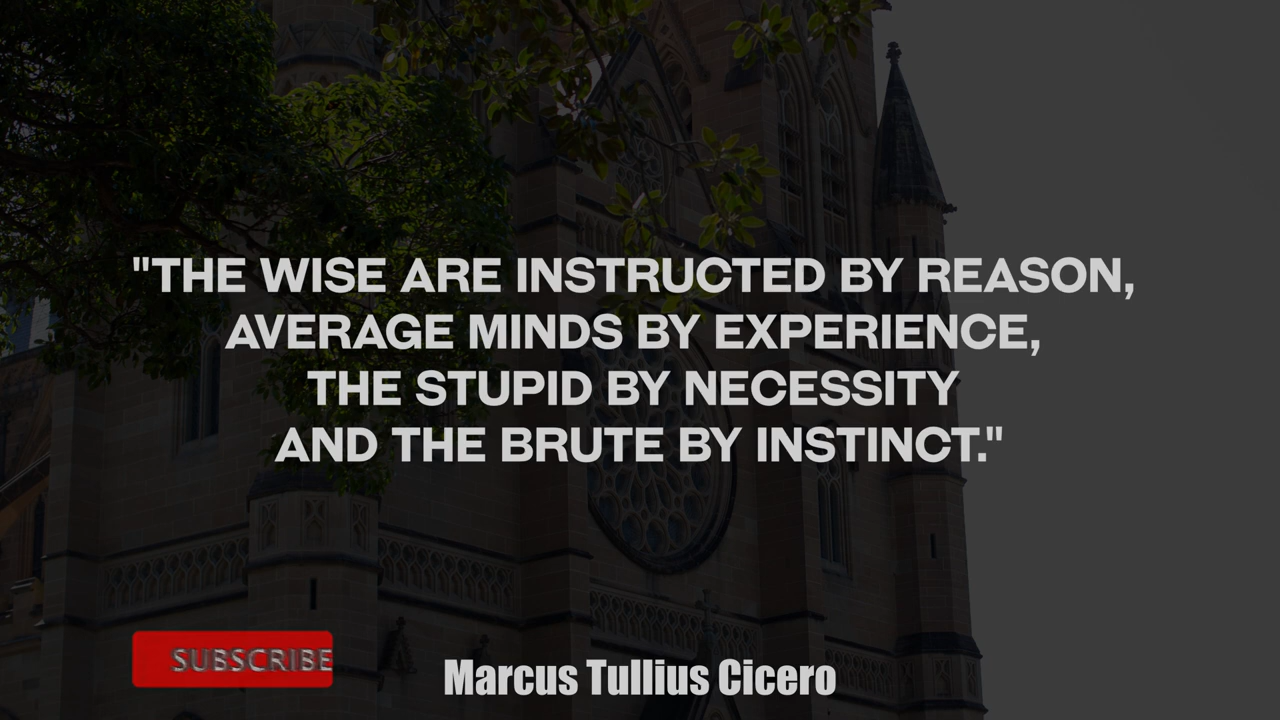 "THE WISE ARE INSTRUCTED BY REASON,
AVERAGE MINDS BY EXPERIENCE,
THE STUPID BY NECESSITY
AND THE BRUTE BY INSTINCT."
SUBSCRIBE
Marcus Tullius Cicero